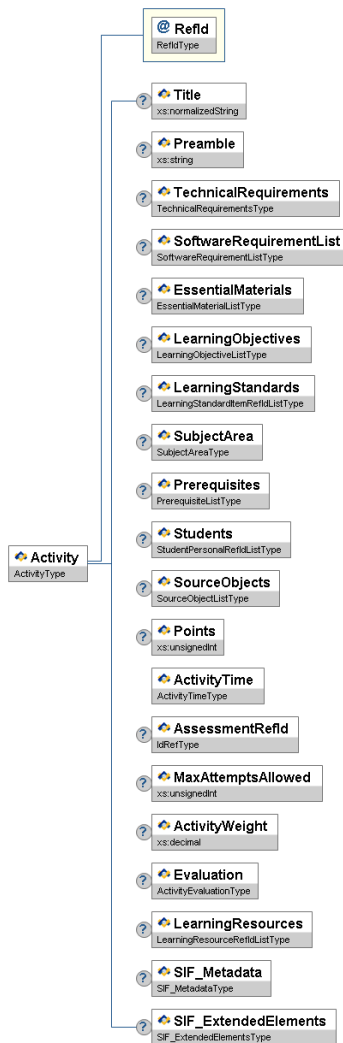 @ RefId
RefIdType
? Title
xs:normalizedString
? Preamble
xs:string
? TechnicalRequirements
TechnicalRequirementsType
? SoftwareRequirementList
SoftwareRequirementListType
? EssentialMaterials
EssentialMaterialListType
? LearningObjectives
LearningObjectiveListType
? LearningStandards
LearningStandardItemRefIdListType
? SubjectArea
SubjectAreaType
? Prerequisites
PrerequisiteListType
? Students
StudentPersonalRefIdListType
Activity
ActivityType
? SourceObjects
SourceObjectListType
? Points
xs:unsignedInt
ActivityTime
ActivityTimeType
? AssessmentRefId
IdRefType
? MaxAttemptsAllowed
xs:unsignedInt
? ActivityWeight
xs:decimal
? Evaluation
ActivityEvaluationType
? LearningResources
LearningResourceRefIdListType
? SIF_Metadata
SIF_MetadataType
? SIF_ExtendedElements
SIF_ExtendedElementsType